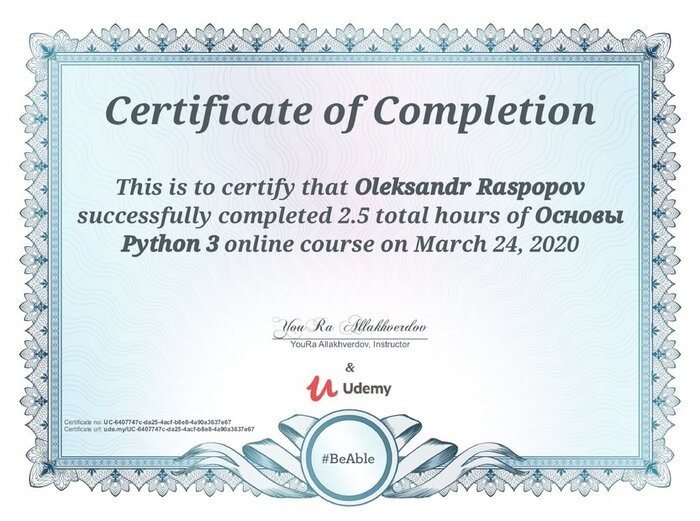 Certificate of Completion
This is to certify that Oleksandr Raspopov
successfully completed 2.5 total hours of Основы
Python 3 online course on March 24, 2020
YouRa Allakhverdov
YouRa Allakhverdov, Instructor
&
Udemy
Certificate no: UC-6407747c-da25-4acf-b8e8-4a90a3637e67
Certificate url: ude.my/UC-6407747c-da25-4acf-b8e8-4a90a3637e67
#BeAble